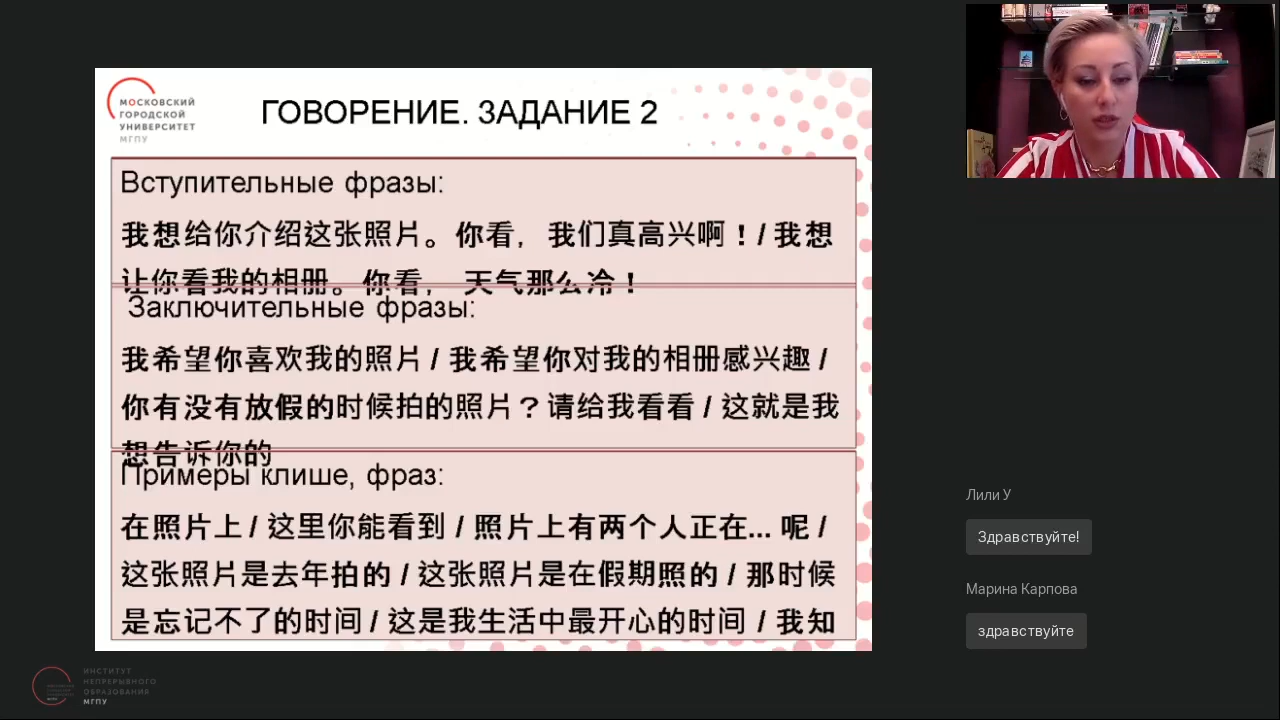 МОСКОВСКИЙ
ГОРОДСКОЙ
УНИВЕРСИТЕТ
МГПУ
ГОВОРЕНИЕ. ЗАДАНИЕ 2
Вступительные фразы:
我想给你介绍这张照片。你看，我们真高兴啊！/ 我想
让你看我的相册。你看， 天气那么冷！
Заключительные фразы:
我希望你喜欢我的照片 / 我希望你对我的相册感兴趣 /
你有没有放假的时候拍的照片？请给我看看 / 这就是我
想告诉你的
Примеры клише, фраз:
在照片上 / 这里你能看到 / 照片上有两个人正在... 呢 /
这张照片是去年拍的 / 这张照片是在假期照的 / 那时候
是忘记不了的时间 / 这是我生活中最开心的时间 / 我知
Лили У
Здравствуйте!
Марина Карпова
здравствуйте
ИНСТИТУТ
НЕПРЕРЫВНОГО
ОБРАЗОВАНИЯ
МГПУ